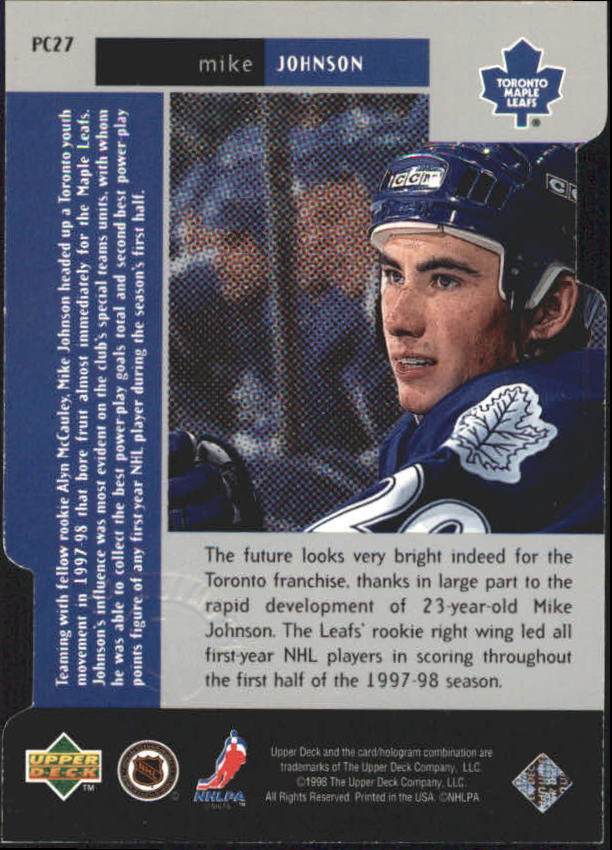 PC27
mike JOHNSON
TORONTO
MAPLE
LEAFS
®
CCM
Teaming with fellow rookie Alyn McCauley, Mike Johnson headed up a Toronto youth
movement in 1997-98 that bore fruit almost immediately for the Maple Leafs.
Johnson's influence was most evident on the club's special teams units, with whom
he was able to collect the best power-play goals total and second best power-play
points figure of any first-year NHL player during the season's first half.
The future looks very bright indeed for the
Toronto franchise, thanks in large part to the
rapid development of 23-year-old Mike
Johnson. The Leafs' rookie right wing led all
first-year NHL players in scoring throughout
the first half of the 1997-98 season.
UPPER
DECK
TM
NHL
NHLPA
Upper Deck and the card/hologram combination are
trademarks of The Upper Deck Company, LLC.
©1998 The Upper Deck Company, LLC.
All Rights Reserved. Printed in the USA. ©NHLPA